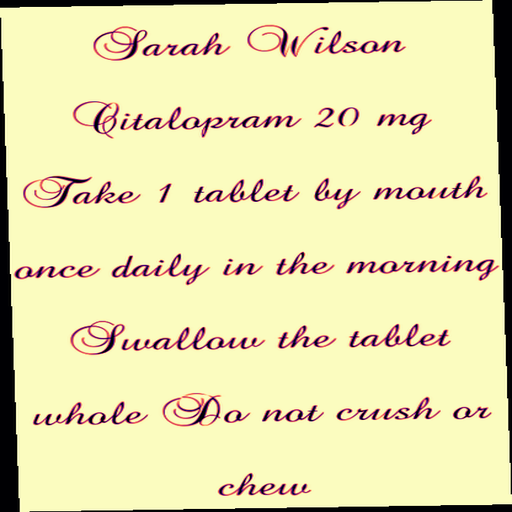 Sarah Wilson
Citalopram 20 mg
Take 1 tablet by mouth
once daily in the morning
Swallow the tablet
whole Do not crush or
chew